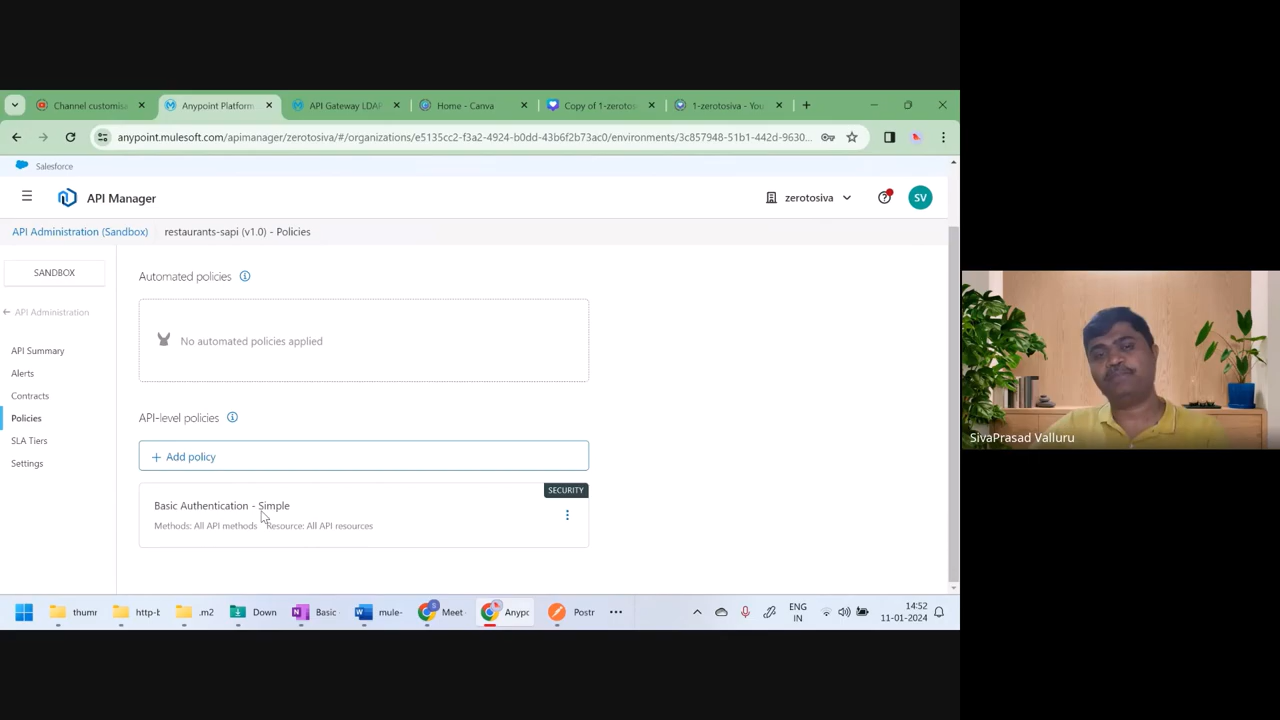 Channel customisa
Anypoint Platform
API Gateway LDAP
Home - Canva
Copy of 1-zerotos
1-zerotosiva - You
anypoint.mulesoft.com/apimanager/zerotosiva/#/organizations/e5135cc2-f3a2-4924-b0dd-43b6f2b73ac0/environments/3c857948-51b1-442d-9630...
Salesforce
API Manager
zerotosiva
SV
API Administration (Sandbox)
restaurants-sapi (v1.0) - Policies
SANDBOX
API Administration
API Summary
Alerts
Contracts
Policies
SLA Tiers
Settings
Automated policies
No automated policies applied
API-level policies
+ Add policy
SECURITY
Basic Authentication - Simple
Methods: All API methods Resource: All API resources
SivaPrasad Valluru
thumr
http-b
.m2
Down
Basic
mule-
Meet
Anypo
Postr
ENG
IN
14:52
11-01-2024